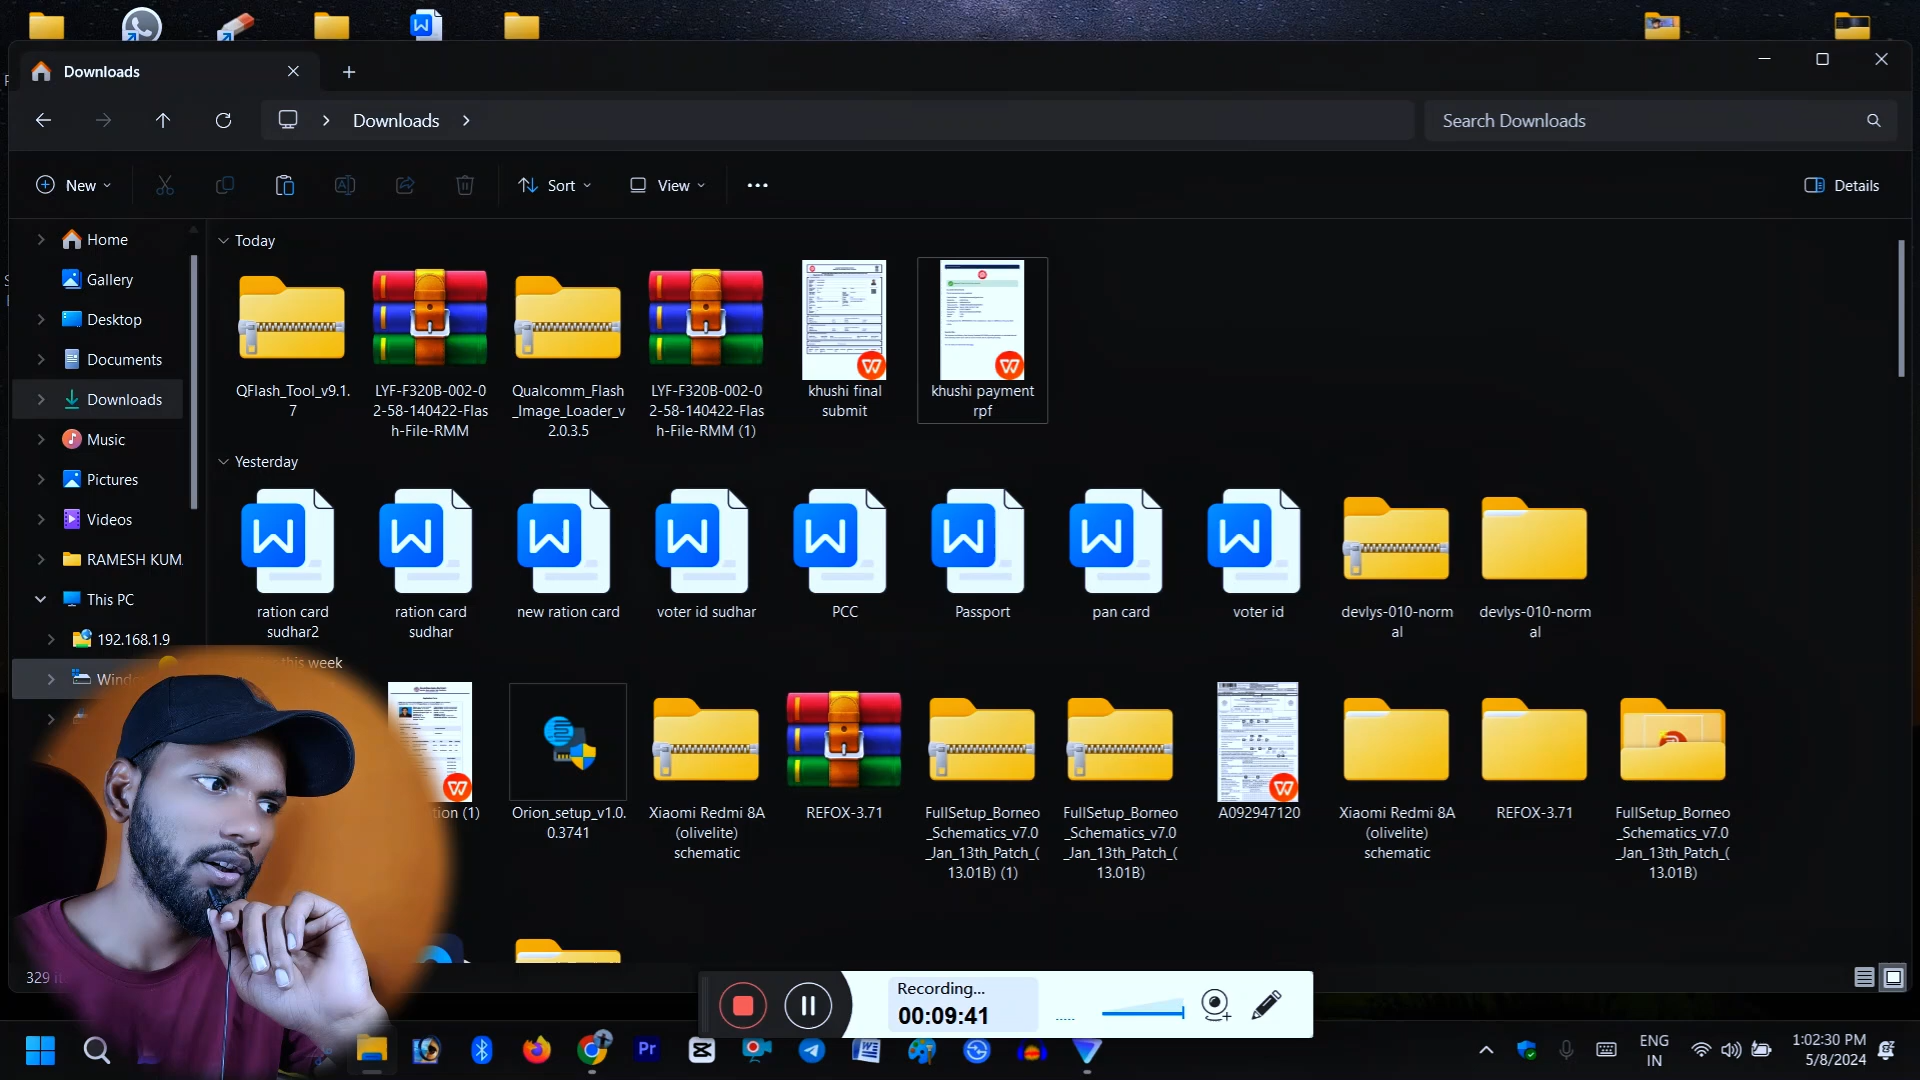 Downloads
Downloads
Search Downloads
New
Sort
View
Details
Home
Gallery
Desktop
Documents
Downloads
Music
Pictures
Videos
RAMESH KUM
This PC
192.168.1.9
Wind
Today
QFlash_Tool_v9.1.
7
LYF-F320B-002-0
2-58-140422-Flas
h-File-RMM
Qualcomm_Flash
_Image_Loader_v
2.0.3.5
LYF-F320B-002-0
2-58-140422-Flas
h-File-RMM (1)
khushi final
submit
khushi payment
rpf
Yesterday
ration card
sudhar2
ration card
sudhar
new ration card
voter id sudhar
PCC
Passport
pan card
voter id
devlys-010-norm
al
devlys-010-norm
al
this week
tion (1)
Orion_setup_v1.0.
0.3741
Xiaomi Redmi 8A
(olivelite)
schematic
REFOX-3.71
FullSetup_Borneo
_Schematics_v7.0
_Jan_13th_Patch_(
13.01B) (1)
FullSetup_Borneo
_Schematics_v7.0
_Jan_13th_Patch_(
13.01B)
A092947120
Xiaomi Redmi 8A
(olivelite)
schematic
REFOX-3.71
FullSetup_Borneo
_Schematics_v7.0
_Jan_13th_Patch_(
13.01B)
329
Recording...
00:09:41
Pr
ENG
IN
1:02:30 PM
5/8/2024